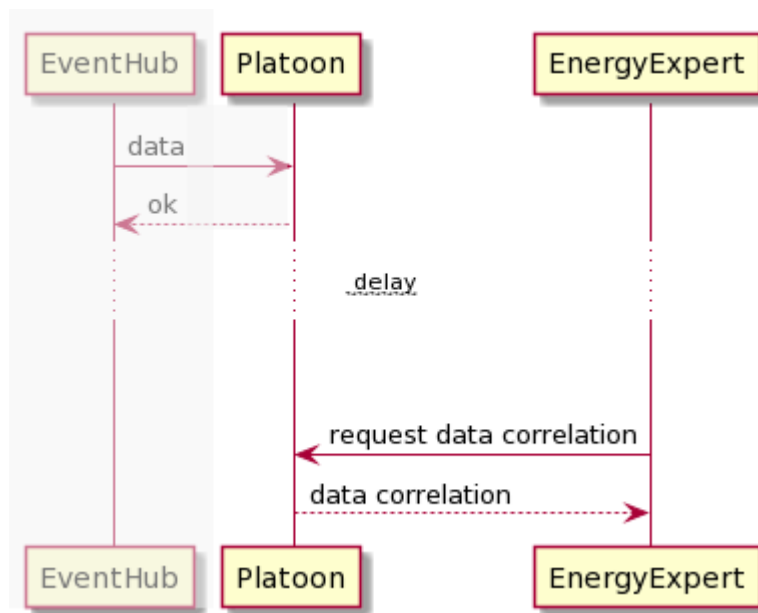 EventHub Platoon EnergyExpert
data
ok
delay
request data correlation
data correlation
EventHub Platoon EnergyExpert